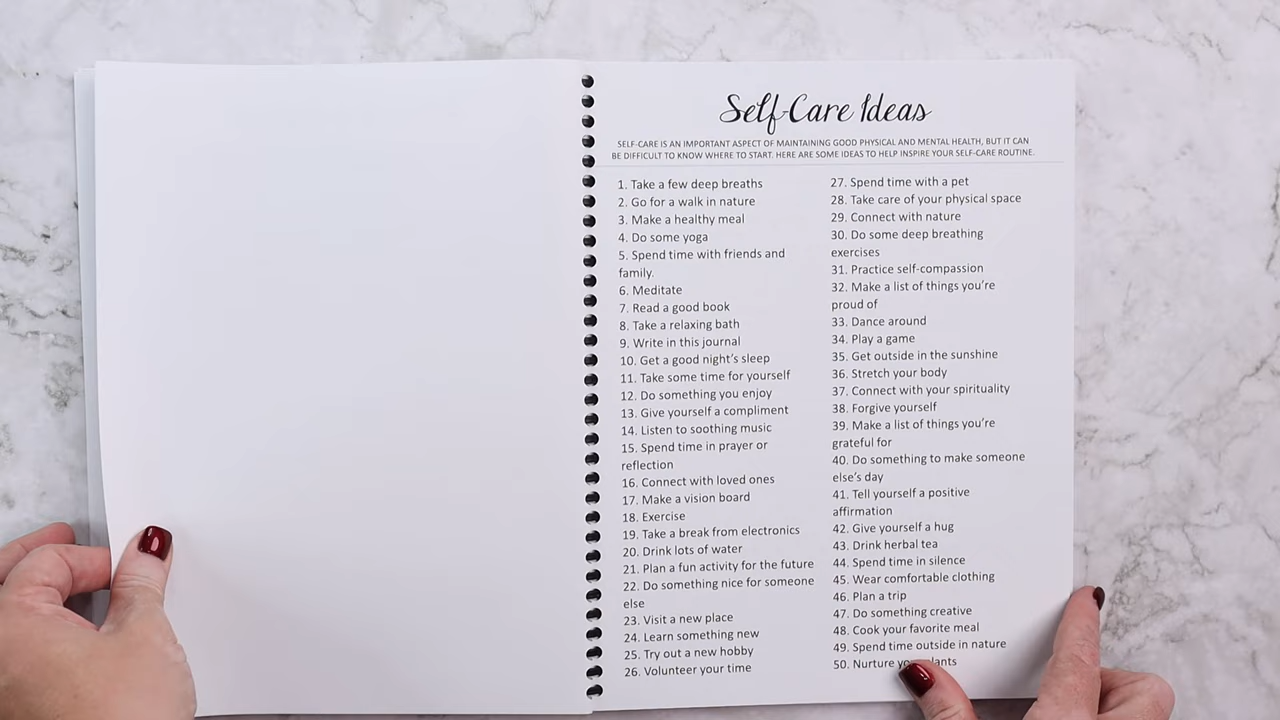 Self-Care Ideas
SELF-CARE IS AN IMPORTANT ASPECT OF MAINTAINING GOOD PHYSICAL AND MENTAL HEALTH, BUT IT CAN
BE DIFFICULT TO KNOW WHERE TO START. HERE ARE SOME IDEAS TO HELP INSPIRE YOUR SELF-CARE ROUTINE.
1. Take a few deep breaths
2. Go for a walk in nature
3. Make a healthy meal
4. Do some yoga
5. Spend time with friends and
family.
6. Meditate
7. Read a good book
8. Take a relaxing bath
9. Write in this journal
10. Get a good night's sleep
11. Take some time for yourself
12. Do something you enjoy
13. Give yourself a compliment
14. Listen to soothing music
15. Spend time in prayer or
reflection
16. Connect with loved ones
17. Make a vision board
18. Exercise
19. Take a break from electronics
20. Drink lots of water
21. Plan a fun activity for the future
22. Do something nice for someone
else
23. Visit a new place
24. Learn something new
25. Try out a new hobby
26. Volunteer your time
27. Spend time with a pet
28. Take care of your physical space
29. Connect with nature
30. Do some deep breathing
exercises
31. Practice self-compassion
32. Make a list of things you're
proud of
33. Dance around
34. Play a game
35. Get outside in the sunshine
36. Stretch your body
37. Connect with your spirituality
38. Forgive yourself
39. Make a list of things you're
grateful for
40. Do something to make someone
else's day
41. Tell yourself a positive
affirmation
42. Give yourself a hug
43. Drink herbal tea
44. Spend time in silence
45. Wear comfortable clothing
46. Plan a trip
47. Do something creative
48. Cook your favorite meal
49. Spend time outside in nature
50. Nurture